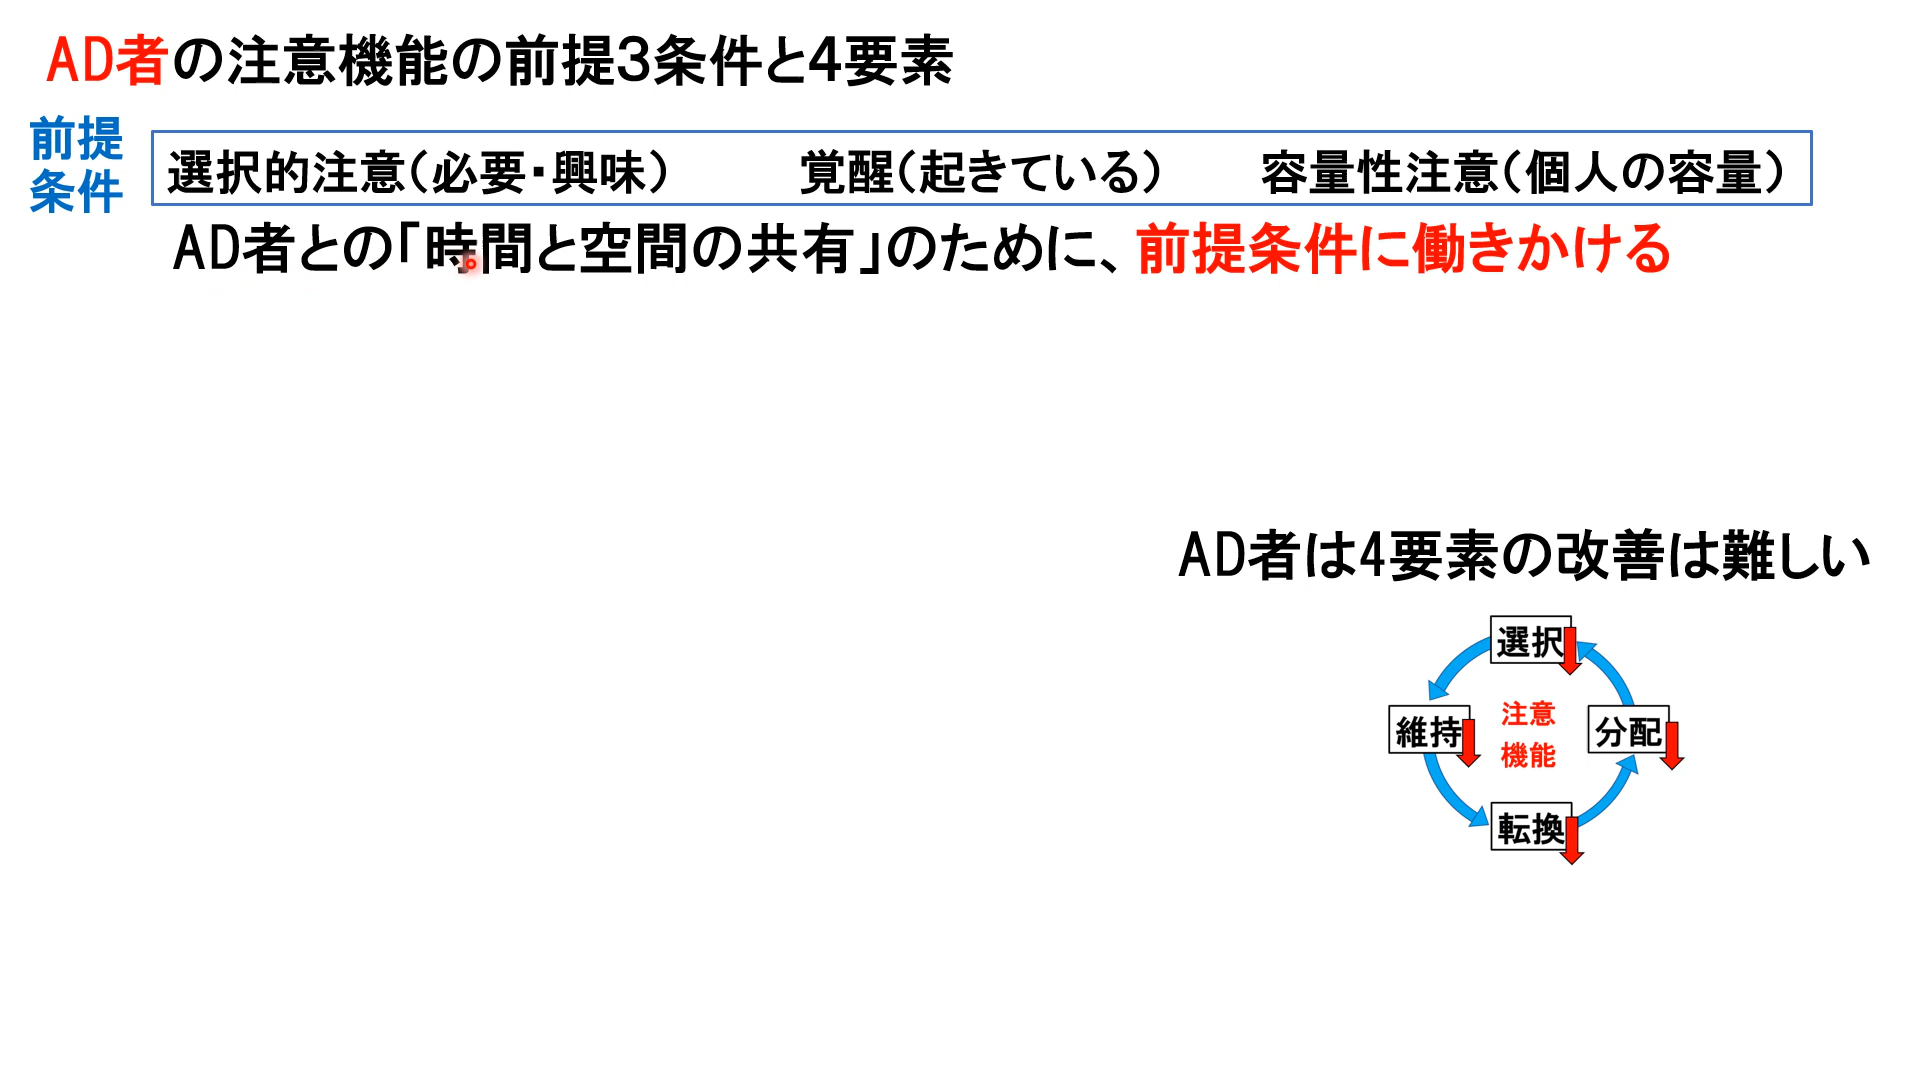 AD者の注意機能の前提3条件と4要素
前提
条件
選択的注意(必要・興味) 覚醒(起きている) 容量性注意(個人の容量)
AD者との「時間と空間の共有」のために、前提条件に働きかける
AD者は4要素の改善は難しい
選択
維持
注意
機能
分配
転換